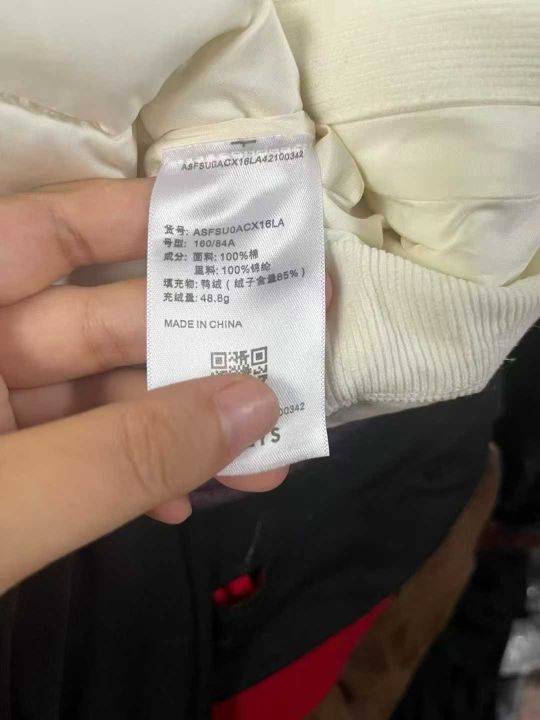 ASFSU0ACX16LA42100342
货号: ASFSU0ACX16LA
号型: 160/84A
成分: 面料: 100%棉
里料: 100%锦纶
填充物: 鸭绒 ( 绒子含量85% )
充绒量: 48.8g
MADE IN CHINA